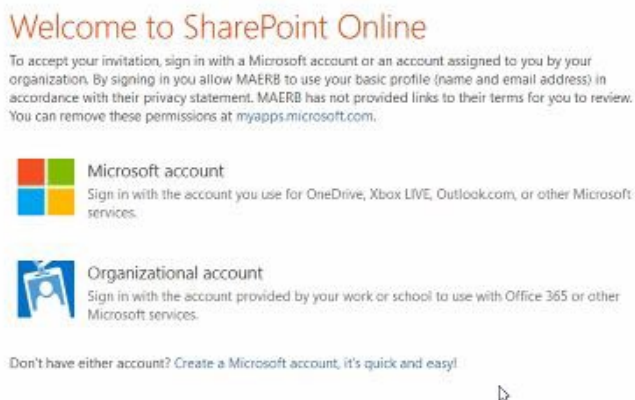 Welcome to SharePoint Online
To accept your invitation, sign in with a Microsoft account or an account assigned to you by your
organization. By signing in you allow MAERB to use your basic profile (name and email address) in
accordance with their privacy statement. MAERB has not provided links to their terms for you to review.
You can remove these permissions at myapps.microsoft.com.
Microsoft account
Sign in with the account you use for OneDrive, Xbox LIVE, Outlook.com, or other Microsoft
services.
Organizational account
Sign in with the account provided by your work or school to use with Office 365 or other
Microsoft services.
Don't have either account? Create a Microsoft account, it's quick and easy!